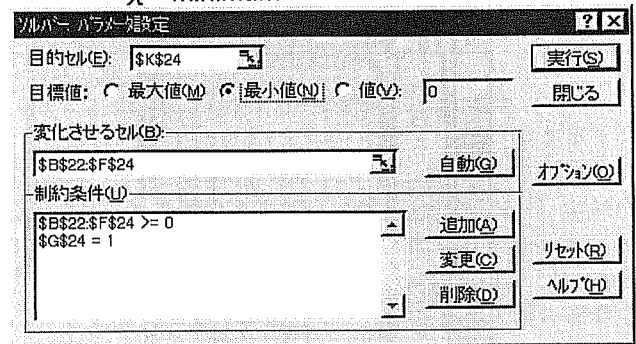 ソルバー パラメータ設定
目的セル(E): $K$24
実行(S)
目標値: 最大値(M) 最小値(N) 値(V): 0
閉じる
変化させるセル(B):
$B$22:$F$24
自動(G)
オプション(O)
制約条件(U)
$B$22:$F$24 >= 0
$G$24 = 1
追加(A)
変更(C)
リセット(R)
削除(D)
ヘルプ(H)